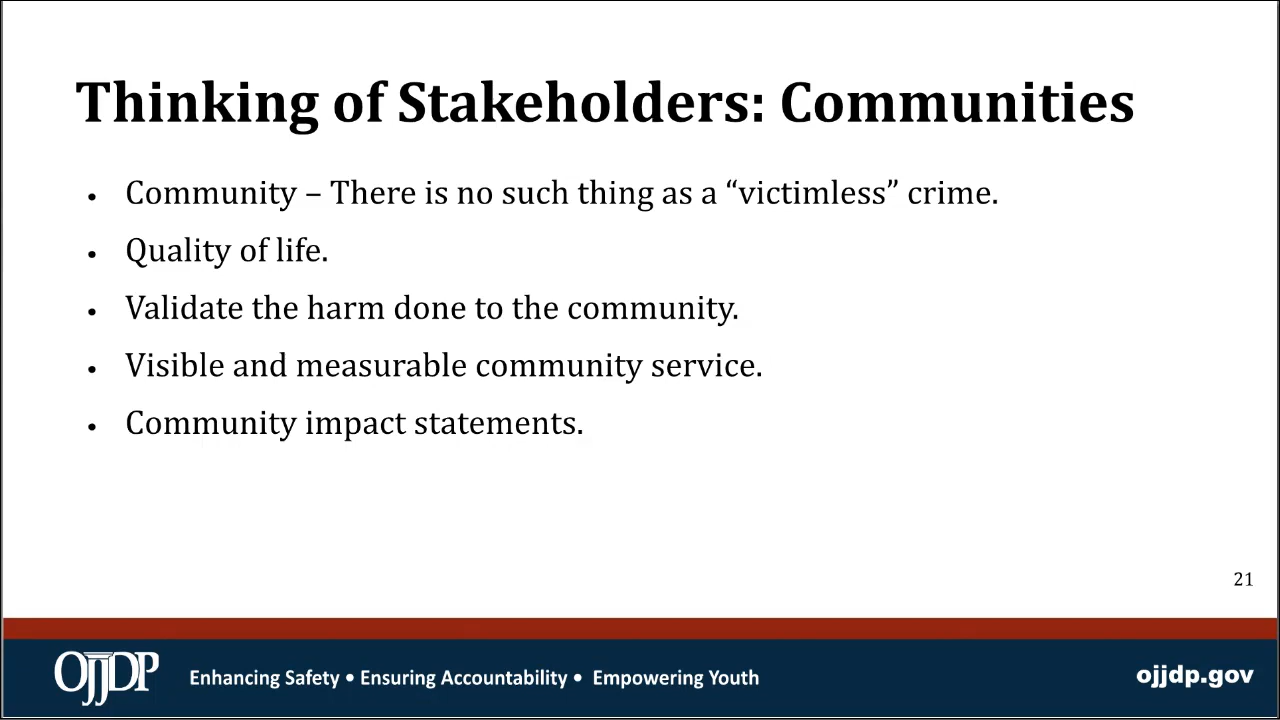 Thinking of Stakeholders: Communities
• Community – There is no such thing as a “victimless” crime.
• Quality of life.
• Validate the harm done to the community.
• Visible and measurable community service.
• Community impact statements.
21
OJJDP
Enhancing Safety • Ensuring Accountability • Empowering Youth
ojjdp.gov